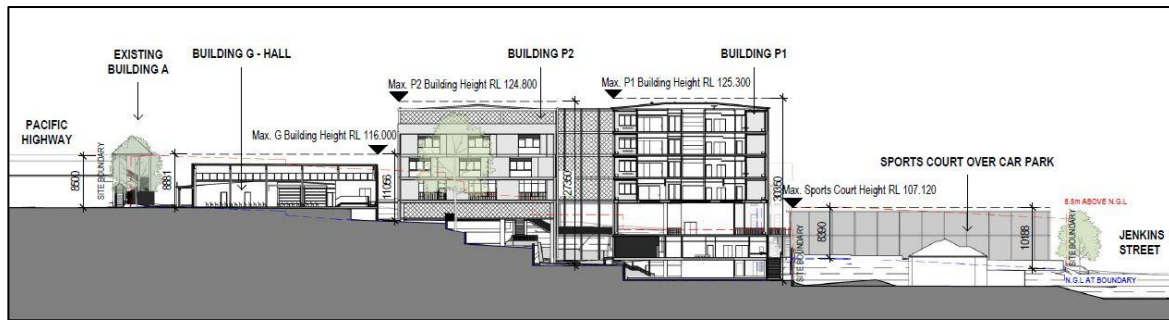 EXISTING
BUILDING A
BUILDING G - HALL
BUILDING P2
BUILDING P1
Max. P2 Building Height RL 124.800
Max. P1 Building Height RL 125.300
PACIFIC
HIGHWAY
Max. G Building Height RL 116.000
SPORTS COURT OVER CAR PARK
8500
SITE BOUNDARY
8881
11056
27350
30350
Max. Sports Court Height RL 107.120
8.5m ABOVE N.G.L
8390
10188
SITE BOUNDARY
SITE BOUNDARY
JENKINS
STREET
N.G.L AT BOUNDARY